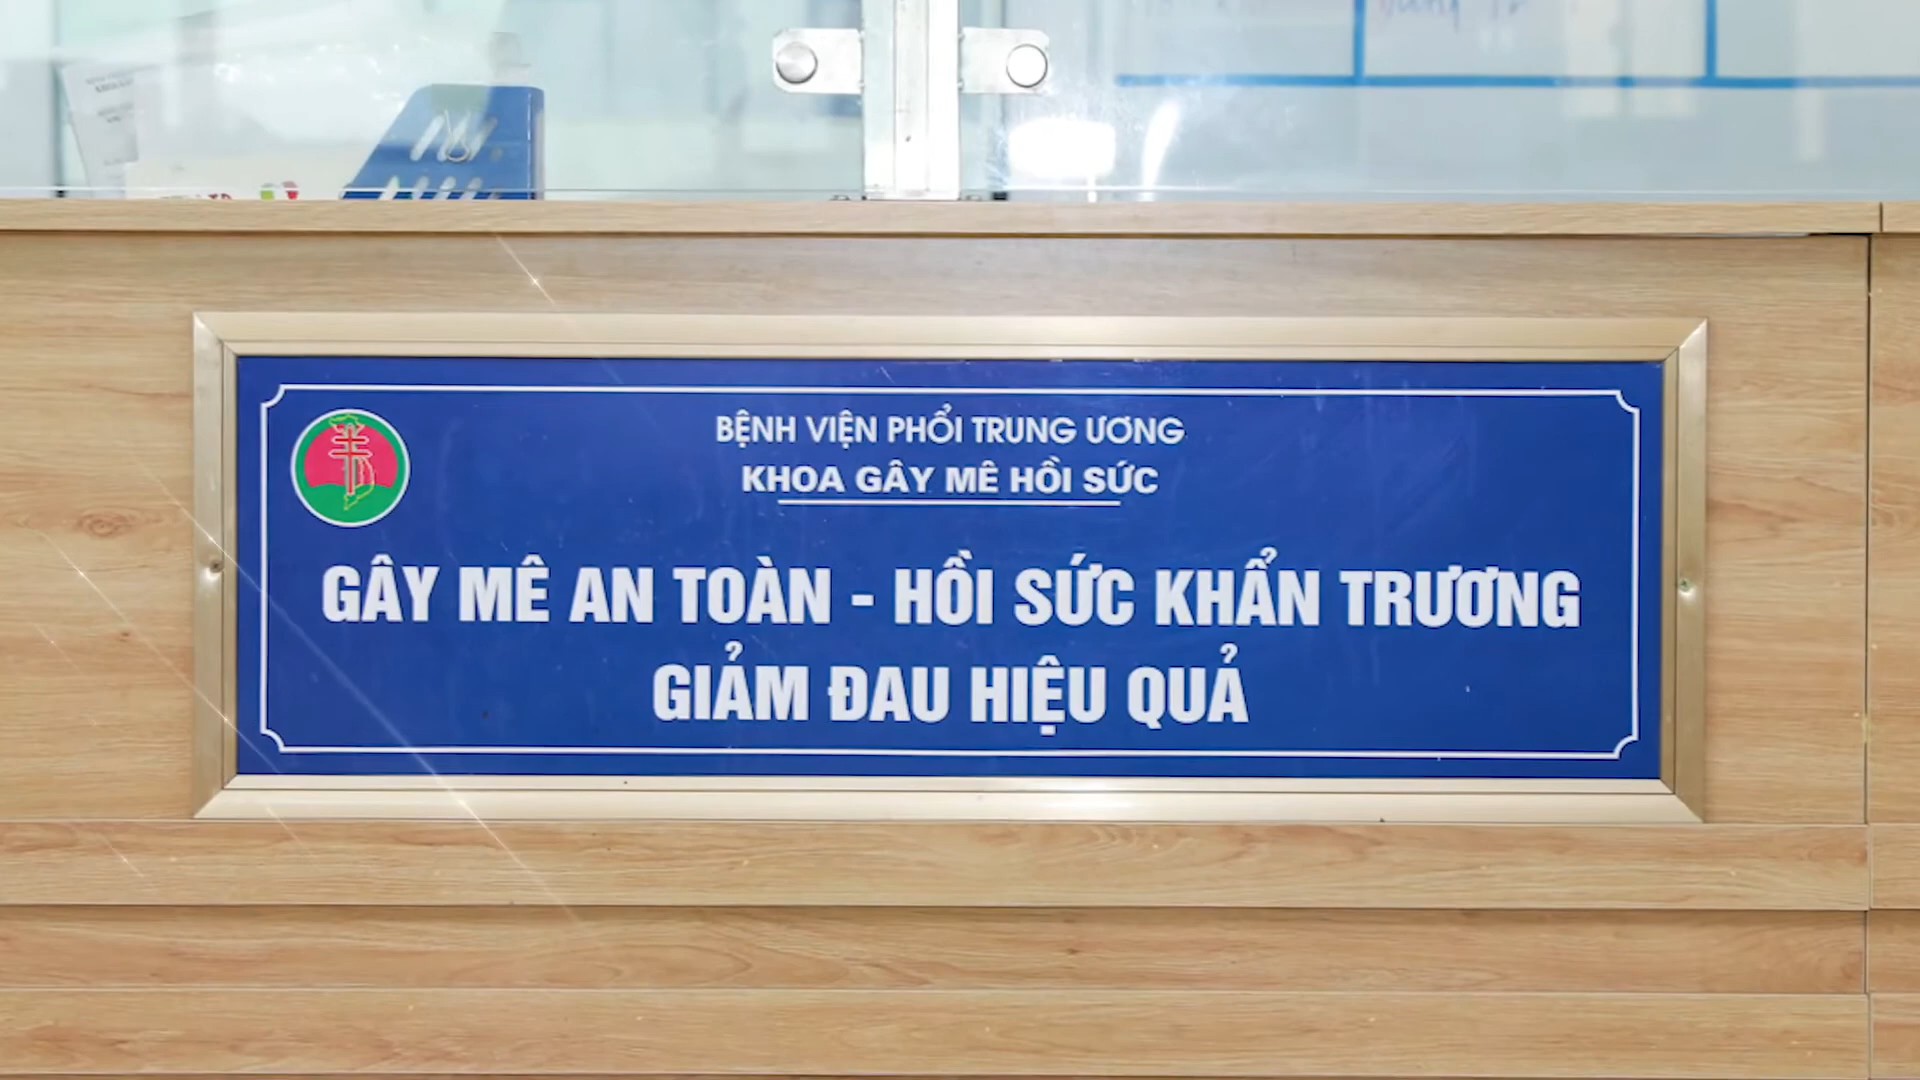 BỆNH VIỆN PHỔI TRUNG ƯƠNG
KHOA GÂY MÊ HỒI SỨC
GÂY MÊ AN TOÀN - HỒI SỨC KHẨN TRƯƠNG
GIẢM ĐAU HIỆU QUẢ